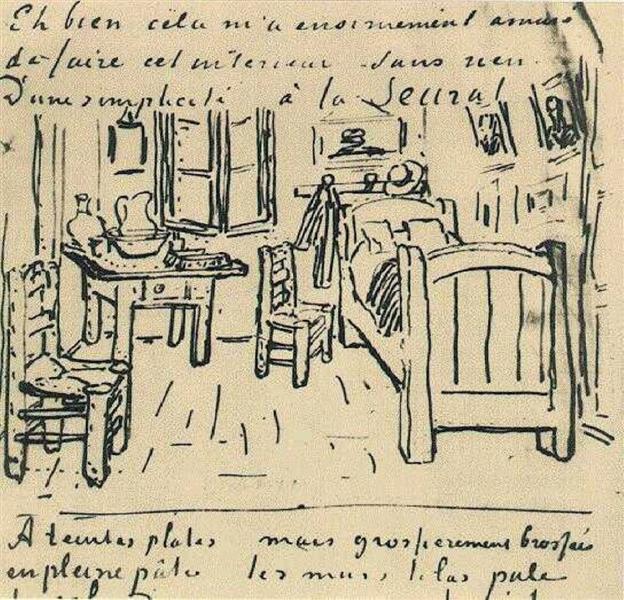 Eh bien cela m'a enormement amusé
de faire cet interieur sans rien.
D'une simplicité à la Seurat
A teintes plates mais grossierement brossées
en pleine pâte les murs lilas pale